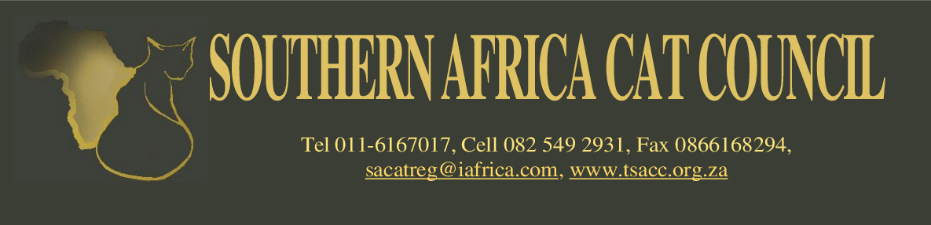 SOUTHERN AFRICA CAT COUNCIL
Tel 011-6167017, Cell 082 549 2931, Fax 0866168294,
sacatreg@iafrica.com, www.tsacc.org.za